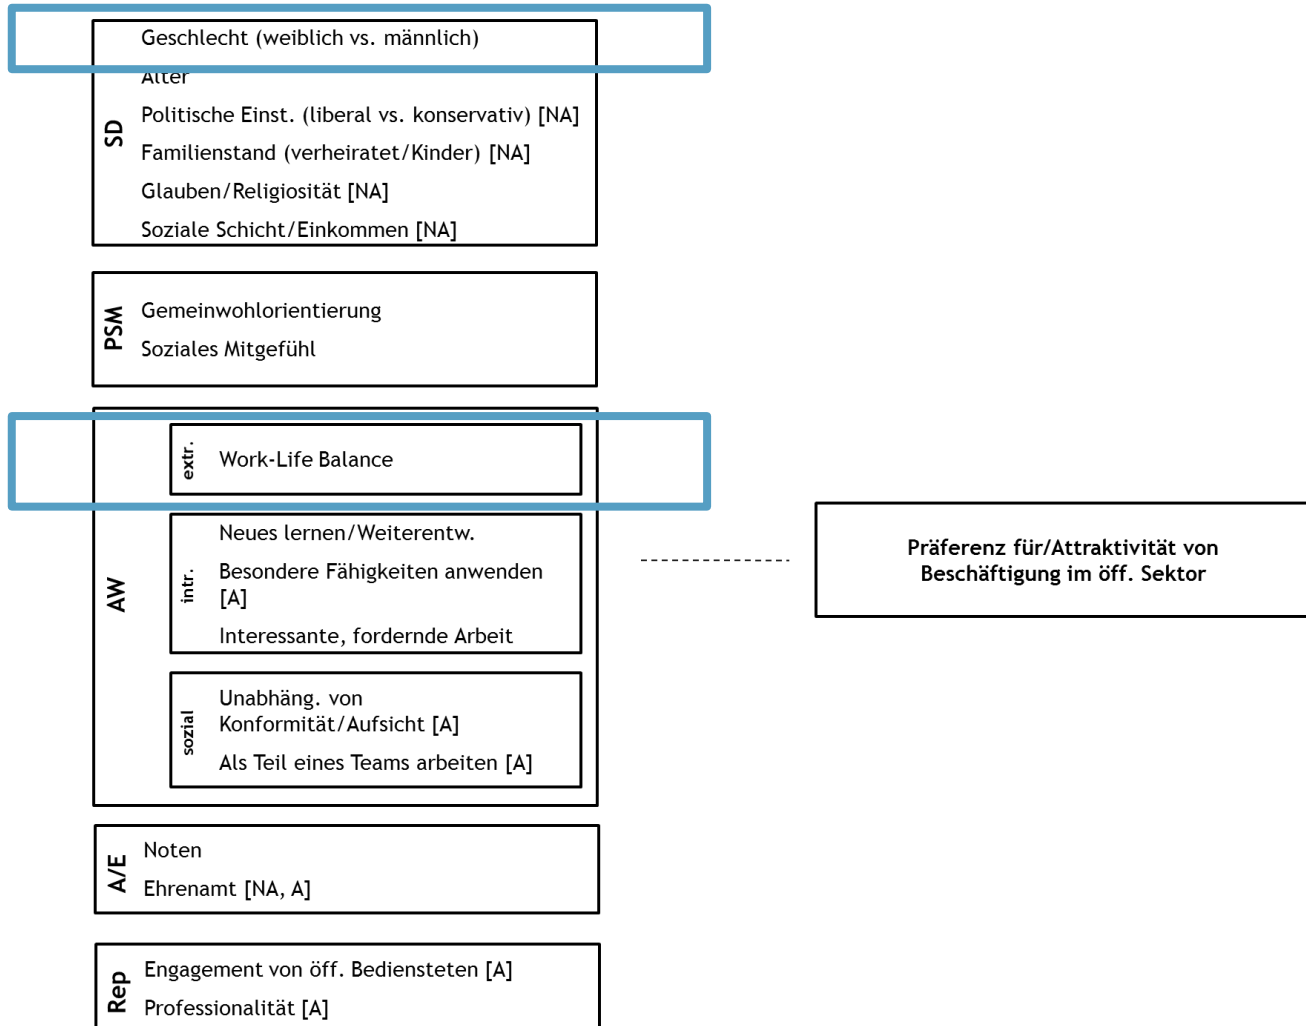 Geschlecht (weiblich vs. männlich)
Alter
Politische Einst. (liberal vs. konservativ) [NA]
Familienstand (verheiratet/Kinder) [NA]
Glauben/Religiosität [NA]
Soziale Schicht/Einkommen [NA]
SD
PSM
Gemeinwohlorientierung
Soziales Mitgefühl
AW
extr.
Work-Life Balance
intr.
Neues lernen/Weiterentw.
Besondere Fähigkeiten anwenden
[A]
Interessante, fordernde Arbeit
sozial
Unabhäng. von
Konformität/Aufsicht [A]
Als Teil eines Teams arbeiten [A]
Präferenz für/Attraktivität von
Beschäftigung im öff. Sektor
A/E
Noten
Ehrenamt [NA, A]
Rep
Engagement von öff. Bediensteten [A]
Professionalität [A]